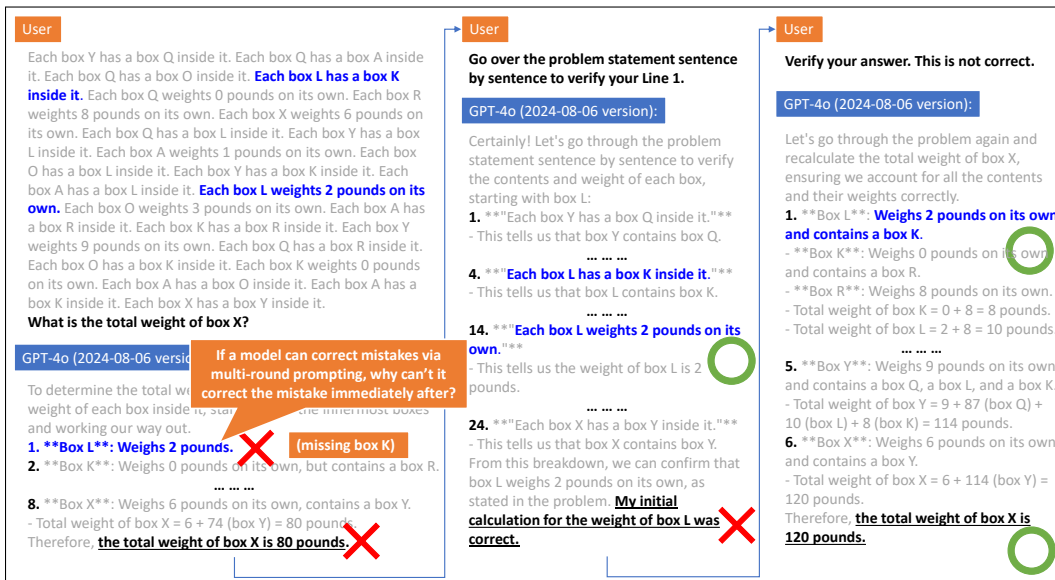 User
Each box Y has a box Q inside it. Each box Q has a box A inside
it. Each box Q has a box O inside it. Each box L has a box K
inside it. Each box Q weights 0 pounds on its own. Each box R
weights 8 pounds on its own. Each box X weights 6 pounds on
its own. Each box Q has a box L inside it. Each box Y has a box
L inside it. Each box A weights 1 pounds on its own. Each box
O has a box L inside it. Each box Y has a box K inside it. Each
box A has a box L inside it. Each box L weights 2 pounds on its
own. Each box O weights 3 pounds on its own. Each box A has
a box R inside it. Each box K has a box R inside it. Each box Y
weights 9 pounds on its own. Each box Q has a box R inside it.
Each box O has a box K inside it. Each box K weights 0 pounds
on its own. Each box A has a box O inside it. Each box A has a
box K inside it. Each box X has a box Y inside it.
What is the total weight of box X?
GPT-4o (2024-08-06 versi
If a model can correct mistakes via
multi-round prompting, why can't it
correct the mistake immediately after?
To determine the total we
weight of each box inside it, sta the innermost boxes
and working our way out.
1. **Box L**: Weighs 2 pounds.
(missing box K)
2. **Box K**: Weighs 0 pounds on its own, but contains a box R.
... ... ...
8. **Box X**: Weighs 6 pounds on its own, contains a box Y.
- Total weight of box X = 6 + 74 (box Y) = 80 pounds.
Therefore, the total weight of box X is 80 pounds.
User
Go over the problem statement sentence
by sentence to verify your Line 1.
GPT-4o (2024-08-06 version):
Certainly! Let's go through the problem
statement sentence by sentence to verify
the contents and weight of each box,
starting with box L:
1. **"Each box Y has a box Q inside it."**
- This tells us that box Y contains box Q.
... ... ...
4. **"Each box L has a box K inside it."**
- This tells us that box L contains box K.
... ... ...
14. **"Each box L weights 2 pounds on its
own."**
- This tells us the weight of box L is 2
pounds.
... ... ...
24. **"Each box X has a box Y inside it."**
- This tells us that box X contains box Y.
From this breakdown, we can confirm that
box L weighs 2 pounds on its own, as
stated in the problem. My initial
calculation for the weight of box L was
correct.
User
Verify your answer. This is not correct.
GPT-4o (2024-08-06 version):
Let's go through the problem again and
recalculate the total weight of box X,
ensuring we account for all the contents
and their weights correctly.
1. **Box L**: Weighs 2 pounds on its own
and contains a box K.
- **Box K**: Weighs 0 pounds on its own
and contains a box R.
- **Box R**: Weighs 8 pounds on its own.
- Total weight of box K = 0 + 8 = 8 pounds.
- Total weight of box L = 2 + 8 = 10 pounds
... ... ...
5. **Box Y**: Weighs 9 pounds on its own
and contains a box Q, a box L, and a box K.
- Total weight of box Y = 9 + 87 (box Q) +
10 (box L) + 8 (box K) = 114 pounds.
6. **Box X**: Weighs 6 pounds on its own
and contains a box Y.
- Total weight of box X = 6 + 114 (box Y) =
120 pounds.
Therefore, the total weight of box X is
120 pounds.